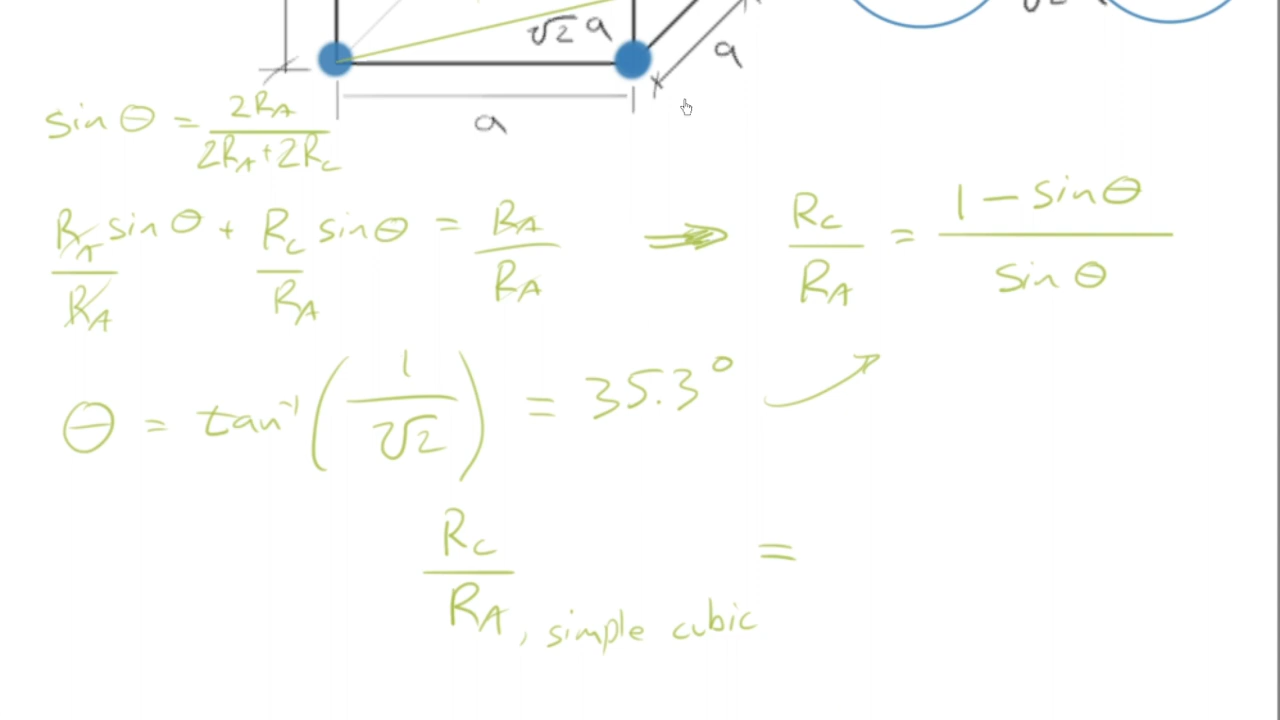 √2 a
a
a
sin θ = 2R_A / (2R_A + 2R_C)
R_A/R_A sin θ + R_C/R_A sin θ = R_A/R_A ⇒ R_C/R_A = (1 − sin θ) / sin θ
θ = tan⁻¹(1/√2) = 35.3°
R_C/R_A , simple cubic =